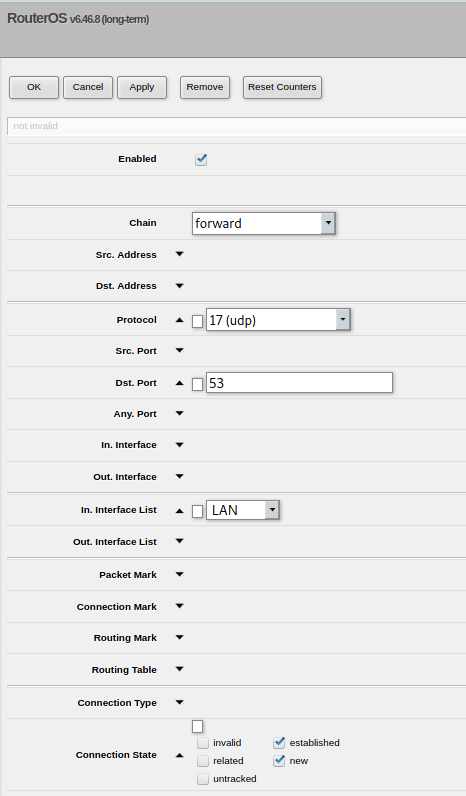 RouterOS v6.46.8 (long-term)
OK Cancel Apply Remove Reset Counters
not invalid
Enabled
Chain forward
Src. Address
Dst. Address
Protocol 17 (udp)
Src. Port
Dst. Port 53
Any. Port
In. Interface
Out. Interface
In. Interface List LAN
Out. Interface List
Packet Mark
Connection Mark
Routing Mark
Routing Table
Connection Type
invalid established
Connection State related new
untracked